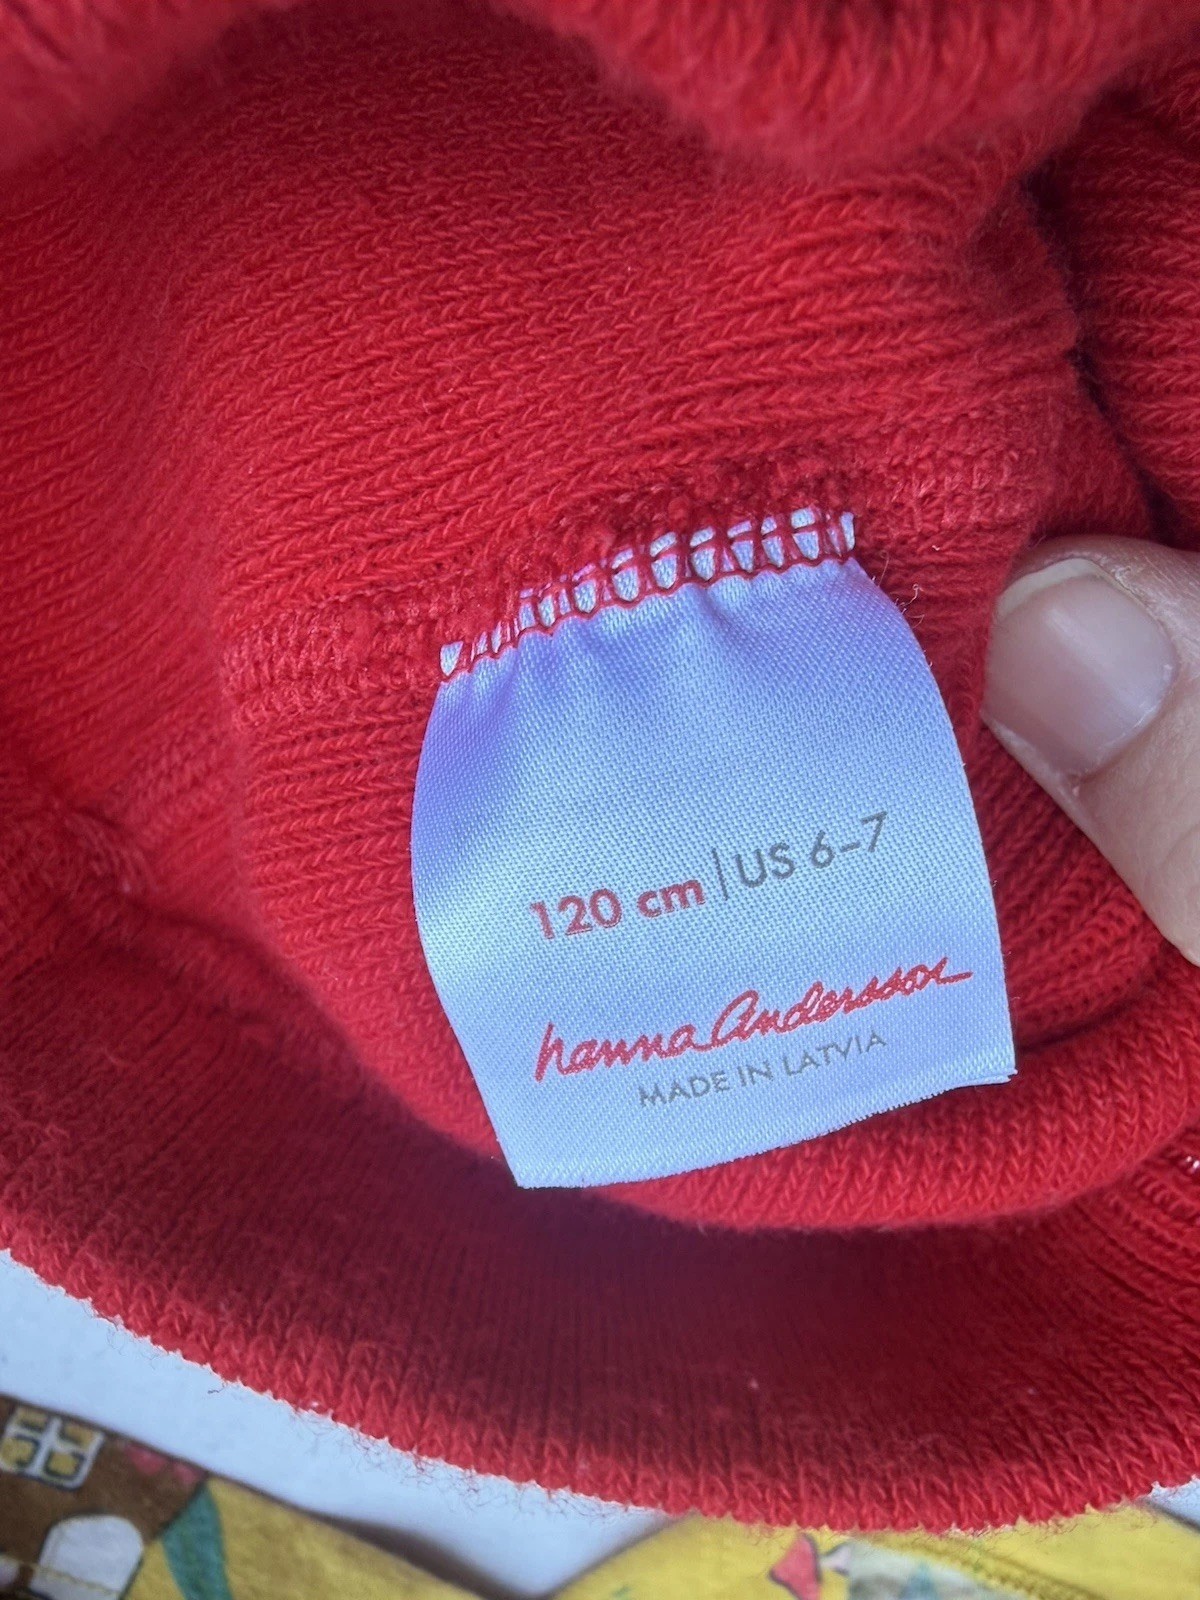 120 cm | US 6–7
hanna Andersson
MADE IN LATVIA